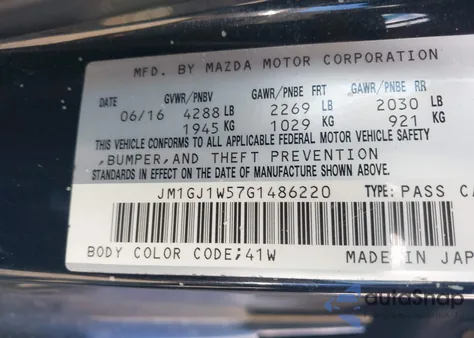 MFD. BY MAZDA MOTOR CORPORATION
DATE GVWR/PNBV GAWR/PNBE FRT GAWR/PNBE RR
06/16 4288 LB 2269 LB 2030 LB
1945 KG 1029 KG 921 KG
THIS VEHICLE CONFORMS TO ALL APPLICABLE FEDERAL MOTOR VEHICLE SAFETY
,BUMPER,AND THEFT PREVENTION
STANDARDS IN EFFECT ON THE DATE OF MANUFACTURE SHOWN ABOVE.
JM1GJ1W57G1486220 TYPE: PASS CA
BODY COLOR CODE;41W MADE IN JAP
autoSnap